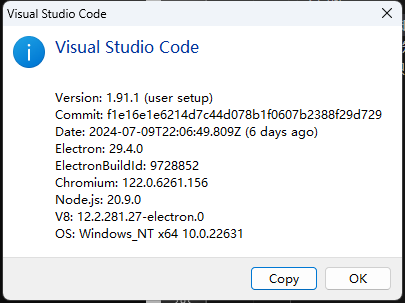 Visual Studio Code
Visual Studio Code
Version: 1.91.1 (user setup)
Commit: f1e16e1e6214d7c44d078b1f0607b2388f29d729
Date: 2024-07-09T22:06:49.809Z (6 days ago)
Electron: 29.4.0
ElectronBuildId: 9728852
Chromium: 122.0.6261.156
Node.js: 20.9.0
V8: 12.2.281.27-electron.0
OS: Windows_NT x64 10.0.22631
Copy
OK